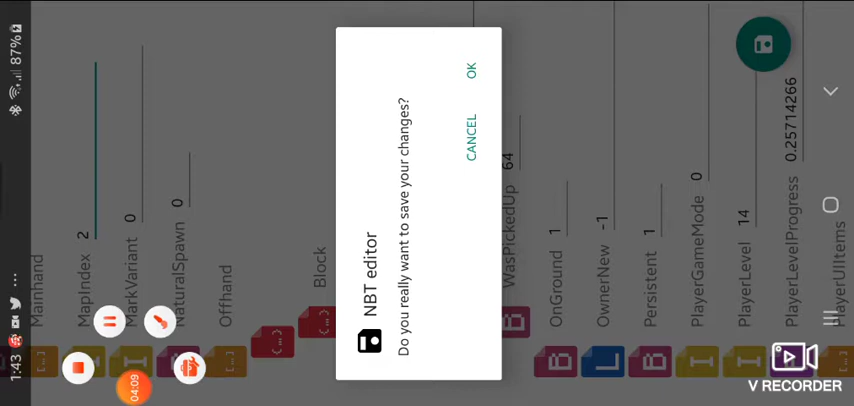 1:43
87%
Mainhand
MapIndex 2
MarkVariant 0
NaturalSpawn 0
Offhand
Block
NBT editor
Do you really want to save your changes?
CANCEL OK
WasPickedUp 64
OnGround 1
OwnerNew -1
Persistent 1
PlayerGameMode 0
PlayerLevel 14
PlayerLevelProgress 0.25714266
PlayerUIItems
04:09
V RECORDER